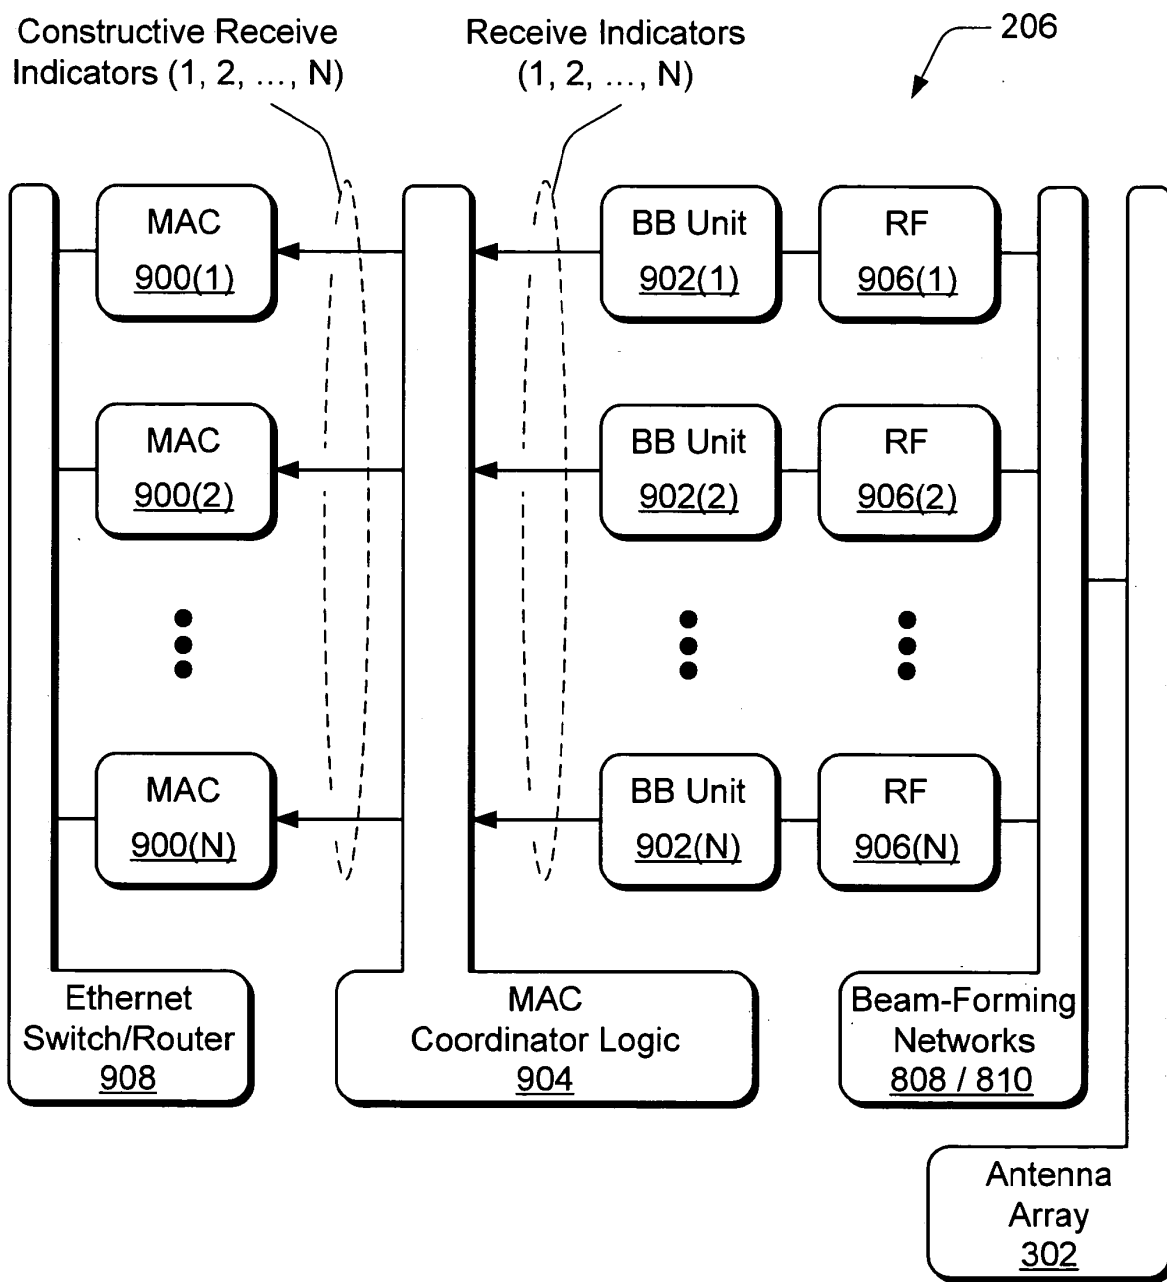 Constructive Receive
Indicators (1, 2, ..., N)
Receive Indicators
(1, 2, ..., N)
206
MAC
900(1)
BB Unit
902(1)
RF
906(1)
MAC
900(2)
BB Unit
902(2)
RF
906(2)
MAC
900(N)
BB Unit
902(N)
RF
906(N)
Ethernet
Switch/Router
908
MAC
Coordinator Logic
904
Beam-Forming
Networks
808 / 810
Antenna
Array
302